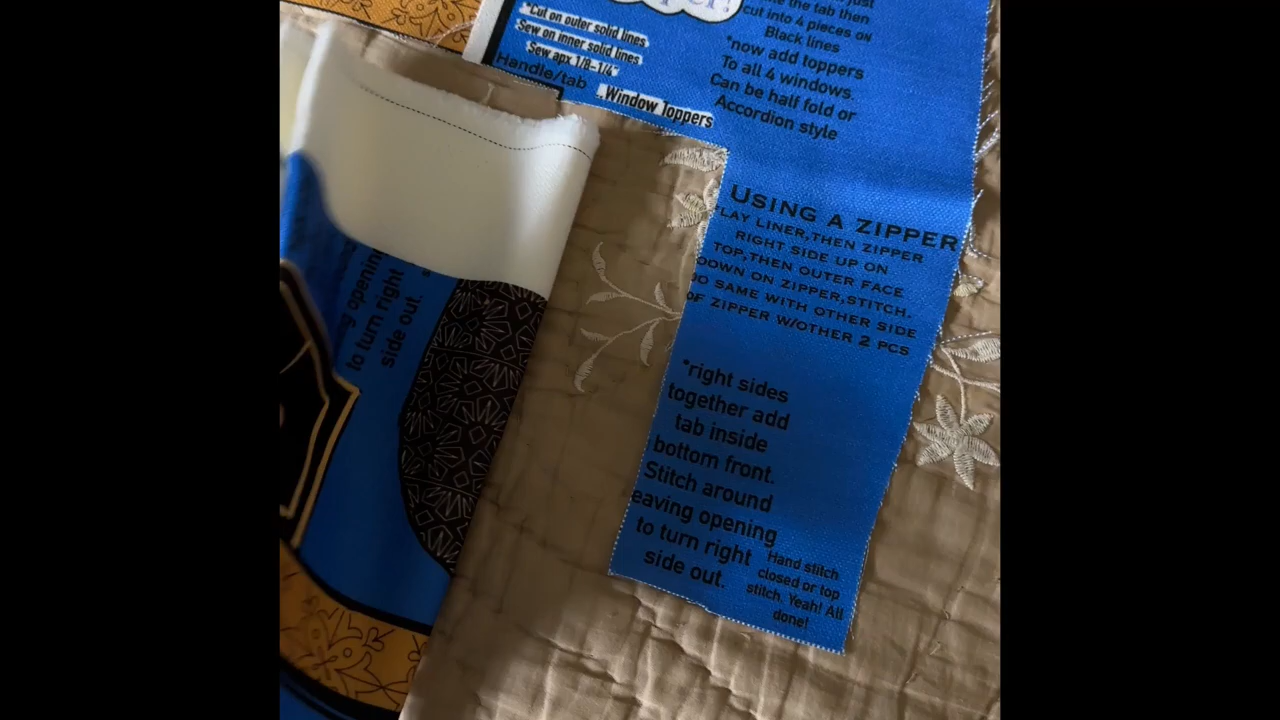 *Cut on outer solid lines
Sew on inner solid lines
Sew apx 1/8-1/4"
Handle/tab
Window Toppers
the tab then
cut into 4 pieces on
Black lines
*now add toppers
To all 4 windows.
Can be half fold or
Accordion style
USING A ZIPPER
LAY LINER,THEN ZIPPER
RIGHT SIDE UP ON
TOP,THEN OUTER FACE
DOWN ON ZIPPER,STITCH.
DO SAME WITH OTHER SIDE
OF ZIPPER W/OTHER 2 PCS
*right sides
together add
tab inside
bottom front.
Stitch around
eaving opening
to turn right
side out.
Hand stitch
closed or top
stitch. Yeah! All
done!
opening
to turn right
side out.